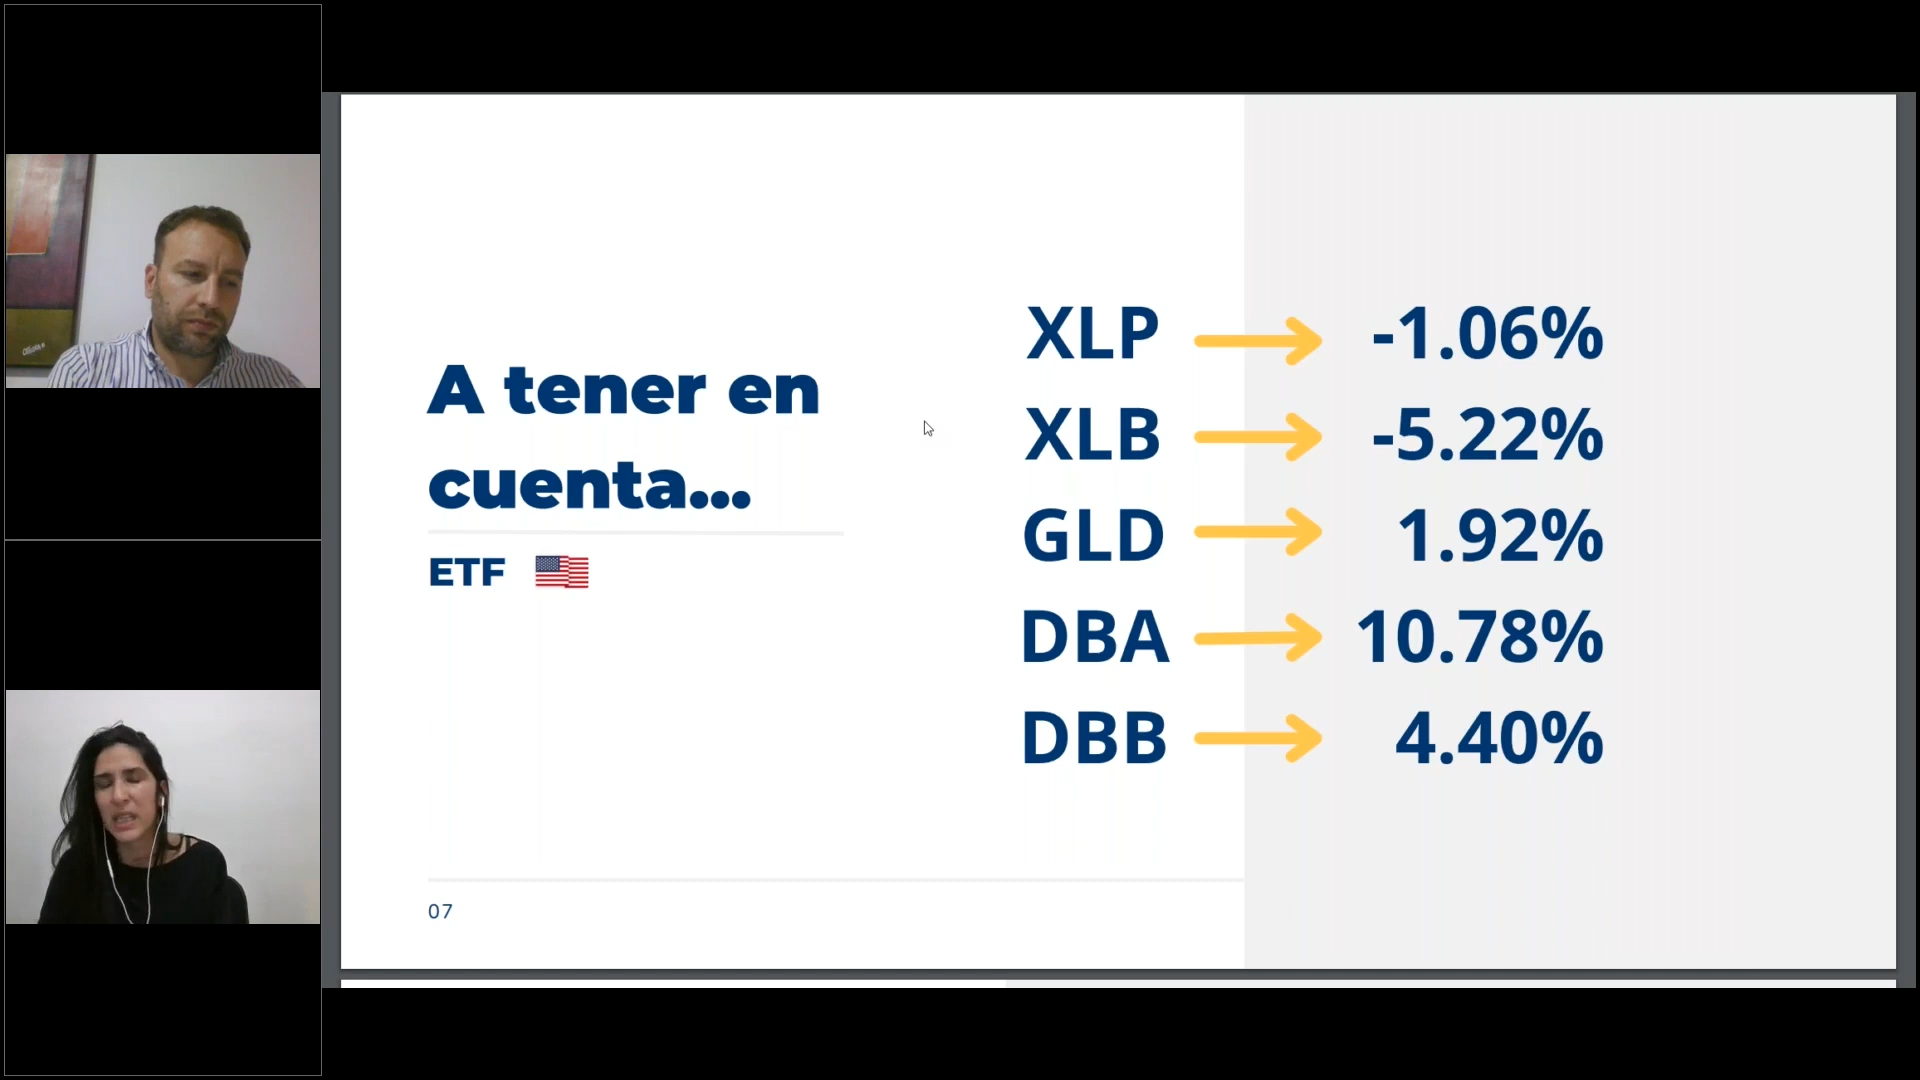 A tener en
cuenta...
ETF
XLP -1.06%
XLB -5.22%
GLD 1.92%
DBA 10.78%
DBB 4.40%
07